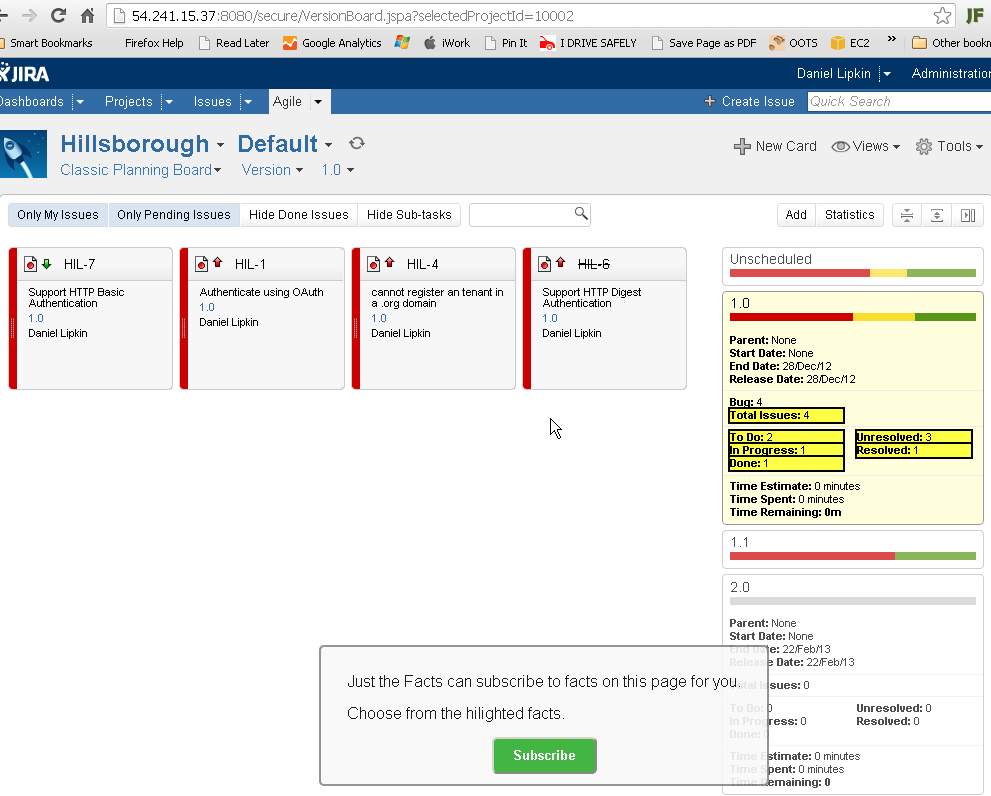 54.241.15.37:8080/secure/VersionBoard.jspa?selectedProjectId=10002
JF
Smart Bookmarks Firefox Help Read Later Google Analytics iWork Pin It I DRIVE SAFELY Save Page as PDF OOTS EC2 » Other bookn
JIRA
Daniel Lipkin Administration
Dashboards Projects Issues Agile Create Issue Quick Search
Hillsborough Default
Classic Planning Board Version 1.0
New Card Views Tools
Only My Issues Only Pending Issues Hide Done Issues Hide Sub-tasks Add Statistics
HIL-7
Support HTTP Basic
Authentication
1.0
Daniel Lipkin
HIL-1
Authenticate using OAuth
1.0
Daniel Lipkin
HIL-4
cannot register an tenant in
a .org domain
1.0
Daniel Lipkin
HIL-6
Support HTTP Digest
Authentication
1.0
Daniel Lipkin
Unscheduled
1.0
Parent: None
Start Date: None
End Date: 28/Dec/12
Release Date: 28/Dec/12
Bug: 4
Total Issues: 4
To Do: 2 Unresolved: 3
In Progress: 1 Resolved: 1
Done: 1
Time Estimate: 0 minutes
Time Spent: 0 minutes
Time Remaining: 0m
1.1
2.0
Parent: None
Start Date: None
End Date: 22/Feb/13
Release Date: 22/Feb/13
Total Issues: 0
To Do: 0 Unresolved: 0
In Progress: 0 Resolved: 0
Done: 0
Time Estimate: 0 minutes
Time Spent: 0 minutes
Time Remaining: 0
Just the Facts can subscribe to facts on this page for you.
Choose from the hilighted facts.
Subscribe